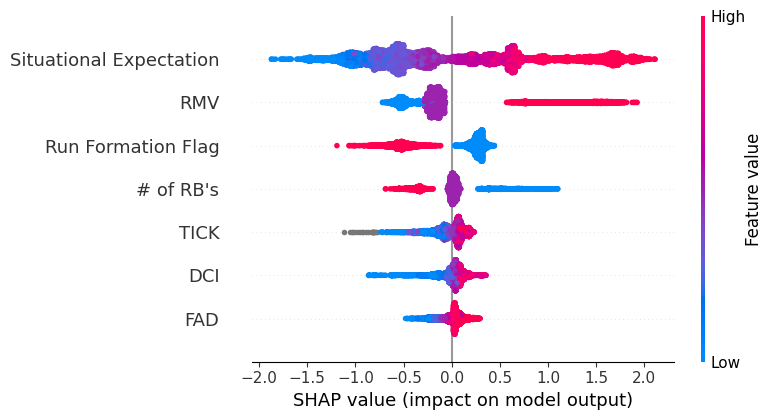 High
Situational Expectation
RMV
Run Formation Flag
# of RB's
TICK
DCI
FAD
Feature value
Low
−2.0 −1.5 −1.0 −0.5 0.0 0.5 1.0 1.5 2.0
SHAP value (impact on model output)